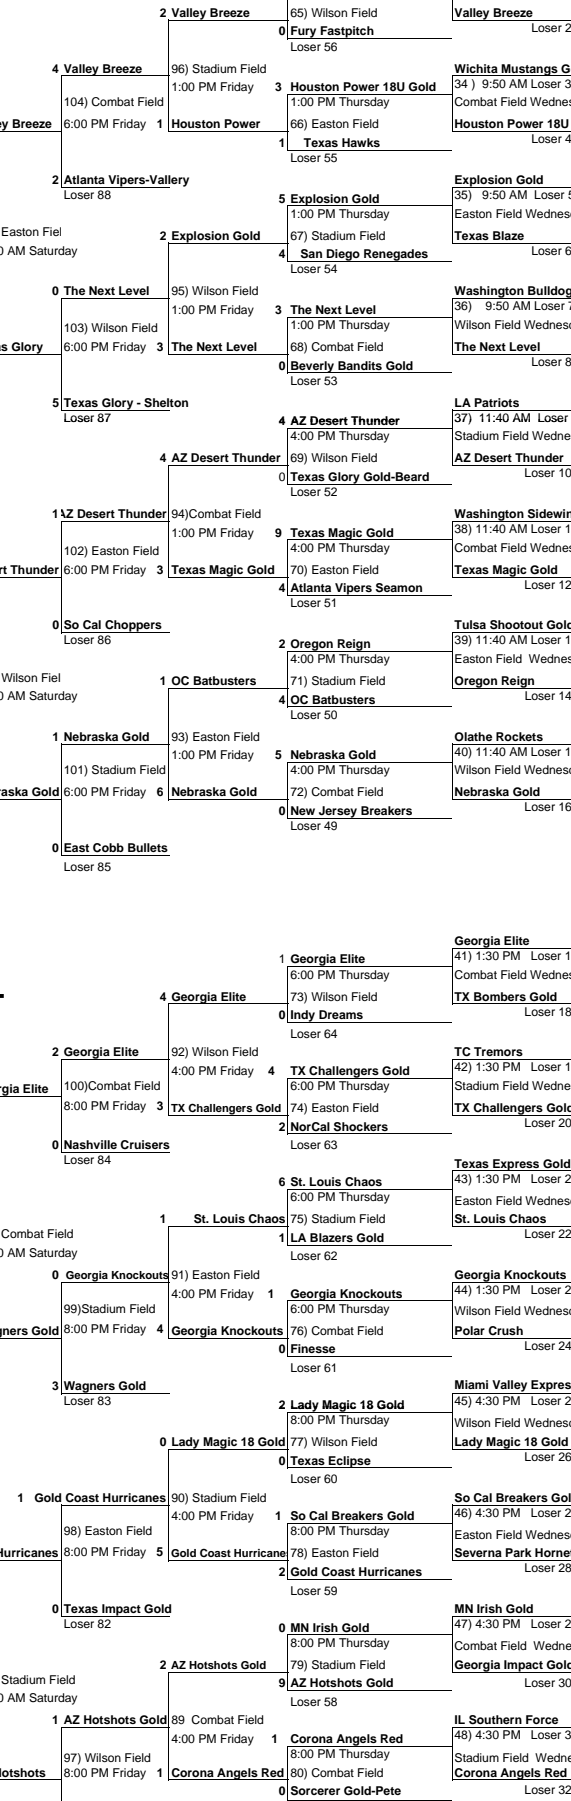 2 Valley Breeze 65) Wilson Field Valley Breeze
0 Fury Fastpitch Loser 2
Loser 56
4 Valley Breeze 96) Stadium Field Wichita Mustangs G
1:00 PM Friday 3 Houston Power 18U Gold 34 ) 9:50 AM Loser 3
104) Combat Field 1:00 PM Thursday Combat Field Wednes
ey Breeze 6:00 PM Friday 1 Houston Power 66) Easton Field Houston Power 18U
1 Texas Hawks Loser 4
Loser 55
2 Atlanta Vipers-Vallery Explosion Gold
Loser 88 5 Explosion Gold 35) 9:50 AM Loser 5
1:00 PM Thursday Easton Field Wednes
Easton Fiel 2 Explosion Gold 67) Stadium Field Texas Blaze
0 AM Saturday 4 San Diego Renegades Loser 6
Loser 54
0 The Next Level 95) Wilson Field Washington Bulldog
1:00 PM Friday 3 The Next Level 36) 9:50 AM Loser 7
103) Wilson Field 1:00 PM Thursday Wilson Field Wednes
as Glory 6:00 PM Friday 3 The Next Level 68) Combat Field The Next Level
0 Beverly Bandits Gold Loser 8
Loser 53
5 Texas Glory - Shelton LA Patriots
Loser 87 4 AZ Desert Thunder 37) 11:40 AM Loser
4:00 PM Thursday Stadium Field Wedne
4 AZ Desert Thunder 69) Wilson Field AZ Desert Thunder
0 Texas Glory Gold-Beard Loser 10
Loser 52
1 AZ Desert Thunder 94)Combat Field Washington Sidewin
1:00 PM Friday 9 Texas Magic Gold 38) 11:40 AM Loser 1
102) Easton Field 4:00 PM Thursday Combat Field Wednes
rt Thunder 6:00 PM Friday 3 Texas Magic Gold 70) Easton Field Texas Magic Gold
4 Atlanta Vipers Seamon Loser 12
Loser 51
0 So Cal Choppers Tulsa Shootout Gold
Loser 86 2 Oregon Reign 39) 11:40 AM Loser 1
4:00 PM Thursday Easton Field Wednes
Wilson Fiel 1 OC Batbusters 71) Stadium Field Oregon Reign
0 AM Saturday 4 OC Batbusters Loser 14
Loser 50
1 Nebraska Gold 93) Easton Field Olathe Rockets
1:00 PM Friday 5 Nebraska Gold 40) 11:40 AM Loser 1
101) Stadium Field 4:00 PM Thursday Wilson Field Wednes
raska Gold 6:00 PM Friday 6 Nebraska Gold 72) Combat Field Nebraska Gold
0 New Jersey Breakers Loser 16
Loser 49
0 East Cobb Bullets
Loser 85
Georgia Elite
1 Georgia Elite 41) 1:30 PM Loser 1
6:00 PM Thursday Combat Field Wednes
4 Georgia Elite 73) Wilson Field TX Bombers Gold
0 Indy Dreams Loser 18
Loser 64
2 Georgia Elite 92) Wilson Field TC Tremors
4:00 PM Friday 4 TX Challengers Gold 42) 1:30 PM Loser 1
100)Combat Field 6:00 PM Thursday Stadium Field Wedne
rgia Elite 8:00 PM Friday 3 TX Challengers Gold 74) Easton Field TX Challengers Gold
2 NorCal Shockers Loser 20
0 Nashville Cruisers Loser 63
Loser 84 Texas Express Gold
6 St. Louis Chaos 43) 1:30 PM Loser 2
6:00 PM Thursday Easton Field Wednes
1 St. Louis Chaos 75) Stadium Field St. Louis Chaos
Combat Field 1 LA Blazers Gold Loser 22
0 AM Saturday Loser 62
0 Georgia Knockouts 91) Easton Field Georgia Knockouts
4:00 PM Friday 1 Georgia Knockouts 44) 1:30 PM Loser 2
99)Stadium Field 6:00 PM Thursday Wilson Field Wednes
gners Gold 8:00 PM Friday 4 Georgia Knockouts 76) Combat Field Polar Crush
0 Finesse Loser 24
Loser 61
3 Wagners Gold Miami Valley Expres
Loser 83 2 Lady Magic 18 Gold 45) 4:30 PM Loser 2
8:00 PM Thursday Wilson Field Wednes
0 Lady Magic 18 Gold 77) Wilson Field Lady Magic 18 Gold
0 Texas Eclipse Loser 26
Loser 60
1 Gold Coast Hurricanes 90) Stadium Field So Cal Breakers Gol
4:00 PM Friday 1 So Cal Breakers Gold 46) 4:30 PM Loser 2
98) Easton Field 8:00 PM Thursday Easton Field Wednes
Hurricanes 8:00 PM Friday 5 Gold Coast Hurricane 78) Easton Field Severna Park Horne
2 Gold Coast Hurricanes Loser 28
Loser 59
0 Texas Impact Gold MN Irish Gold
Loser 82 0 MN Irish Gold 47) 4:30 PM Loser 2
8:00 PM Thursday Combat Field Wedne
2 AZ Hotshots Gold 79) Stadium Field Georgia Impact Gold
Stadium Field 9 AZ Hotshots Gold Loser 30
0 AM Saturday Loser 58
1 AZ Hotshots Gold 89 Combat Field IL Southern Force
4:00 PM Friday 1 Corona Angels Red 48) 4:30 PM Loser 3
97) Wilson Field 8:00 PM Thursday Stadium Field Wedne
Hotshots 8:00 PM Friday 1 Corona Angels Red 80) Combat Field Corona Angels Red
0 Sorcerer Gold-Pete Loser 32